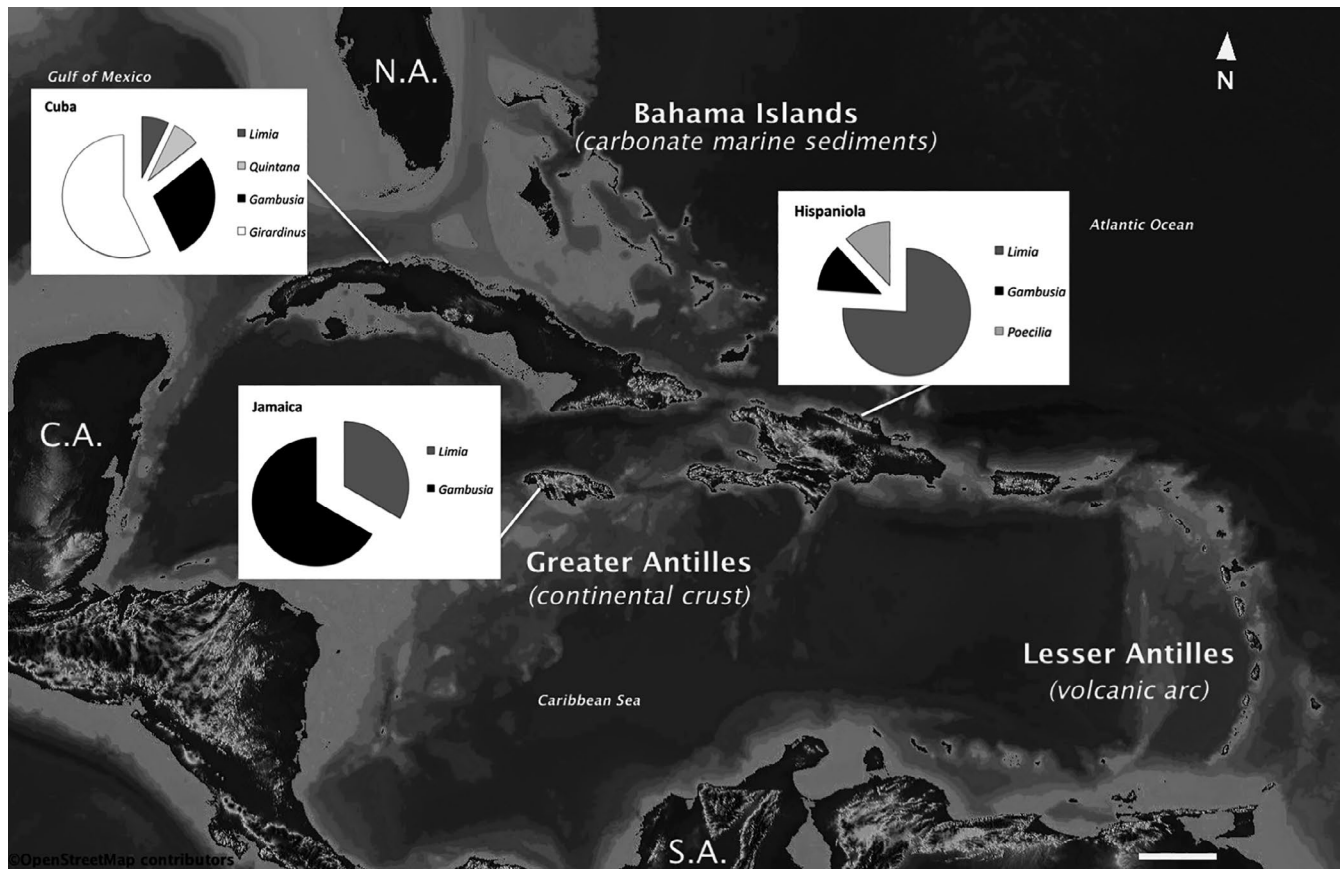 Gulf of Mexico
N.A.
N
Cuba
Limia
Quintana
Gambusia
Girardinus
Bahama Islands
(carbonate marine sediments)
Hispaniola
Limia
Gambusia
Poecilia
Atlantic Ocean
Jamaica
Limia
Gambusia
C.A.
Greater Antilles
(continental crust)
Lesser Antilles
(volcanic arc)
Caribbean Sea
S.A.
©OpenStreetMap contributors